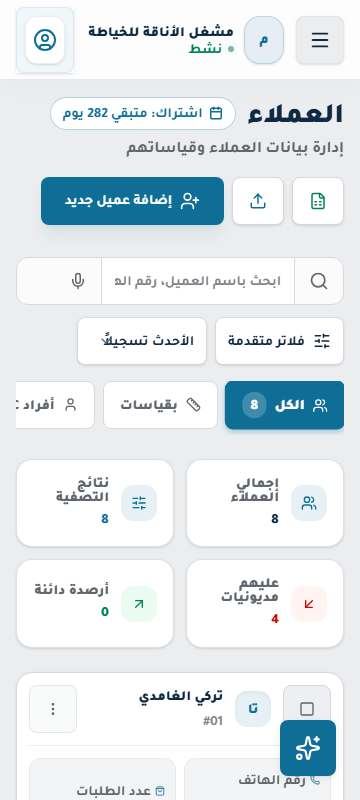 مشغل الأناقة للخياطة
نشط
م
العملاء
اشتراك: متبقي 282 يوم
إدارة بيانات العملاء وقياساتهم
إضافة عميل جديد
ابحث باسم العميل، رقم اله
فلاتر متقدمة
الأحدث تسجيلاً
الكل 8
بقياسات
أفراد
إجمالي العملاء
8
نتائج التصفية
8
عليهم مديونيات
4
أرصدة دائنة
0
تا
تركي الغامدي
#01
رقم الهاتف
عدد الطلبات